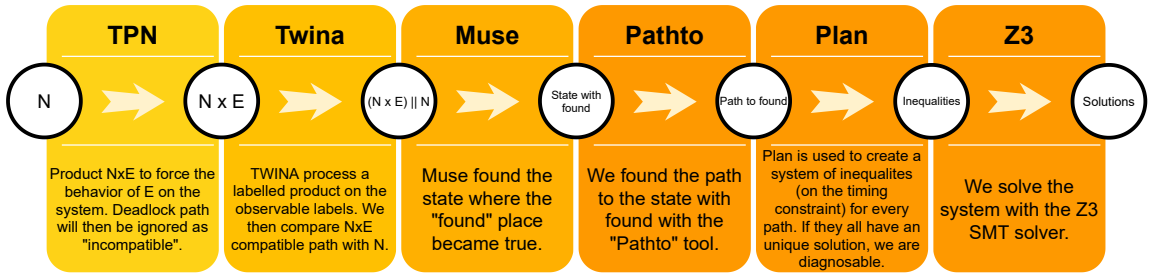 TPN
Twina
Muse
Pathto
Plan
Z3
N
N x E
(N x E) || N
State with
found
Path to found
Inequalities
Solutions
Product NxE to force the
behavior of E on the
system. Deadlock path
will then be ignored as
"incompatible".
TWINA process a
labelled product on the
observable labels. We
then compare NxE
compatible path with N.
Muse found the
state where the
"found" place
became true.
We found the path
to the state with
found with the
"Pathto" tool.
Plan is used to create a
system of inequalites
(on the timing
constraint) for every
path. If they all have an
unique solution, we are
diagnosable.
We solve the
system with the Z3
SMT solver.